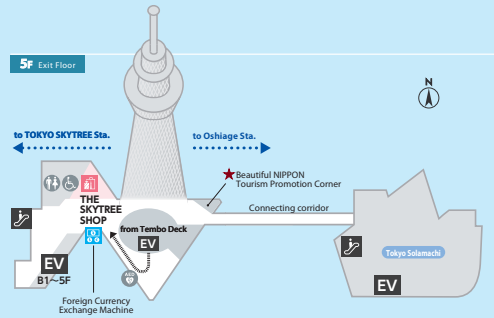 5F Exit Floor
N
to TOKYO SKYTREE Sta.
to Oshiage Sta.
Beautiful NIPPON
Tourism Promotion Corner
THE
SKYTREE
SHOP
Connecting corridor
from Tembo Deck
EV
EV
B1~5F
AED
Tokyo Solamachi
EV
Foreign Currency
Exchange Machine